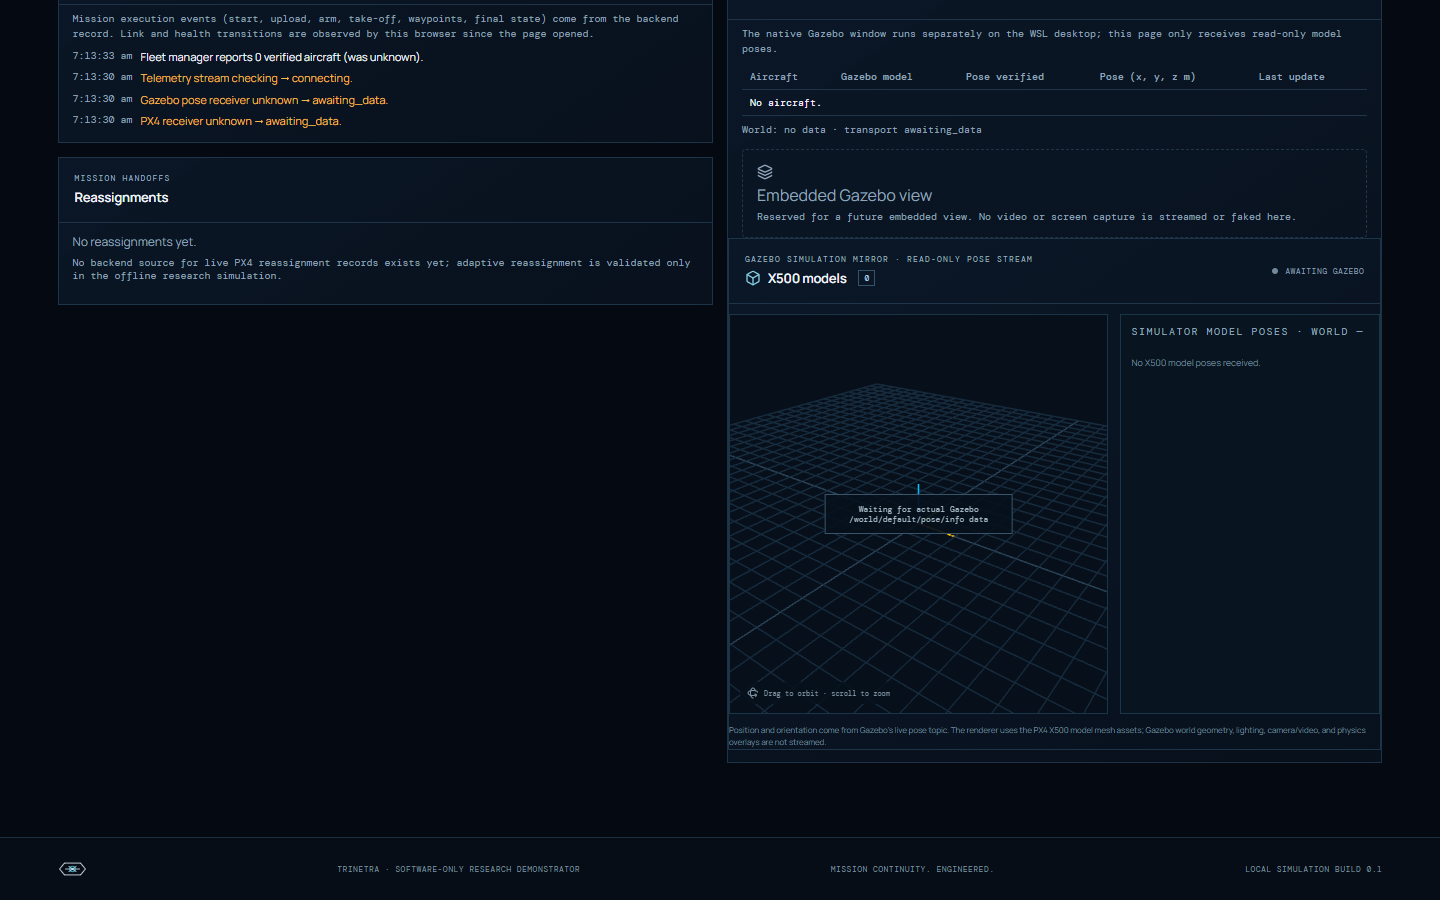 Mission execution events (start, upload, arm, take-off, waypoints, final state) come from the backend
record. Link and health transitions are observed by this browser since the page opened.
7:13:33 am Fleet manager reports 0 verified aircraft (was unknown).
7:13:30 am Telemetry stream checking → connecting.
7:13:30 am Gazebo pose receiver unknown → awaiting_data.
7:13:30 am PX4 receiver unknown → awaiting_data.
MISSION HANDOFFS
Reassignments
No reassignments yet.
No backend source for live PX4 reassignment records exists yet; adaptive reassignment is validated only
in the offline research simulation.
The native Gazebo window runs separately on the WSL desktop; this page only receives read-only model
poses.
Aircraft Gazebo model Pose verified Pose (x, y, z m) Last update
No aircraft.
World: no data · transport awaiting_data
Embedded Gazebo view
Reserved for a future embedded view. No video or screen capture is streamed or faked here.
GAZEBO SIMULATION MIRROR · READ-ONLY POSE STREAM
X500 models 0
AWAITING GAZEBO
Waiting for actual Gazebo
/world/default/pose/info data
Drag to orbit · scroll to zoom
SIMULATOR MODEL POSES · WORLD —
No X500 model poses received.
Position and orientation come from Gazebo's live pose topic. The renderer uses the PX4 X500 model mesh assets; Gazebo world geometry, lighting, camera/video, and physics
overlays are not streamed.
TRINETRA · SOFTWARE-ONLY RESEARCH DEMONSTRATOR
MISSION CONTINUITY. ENGINEERED.
LOCAL SIMULATION BUILD 0.1